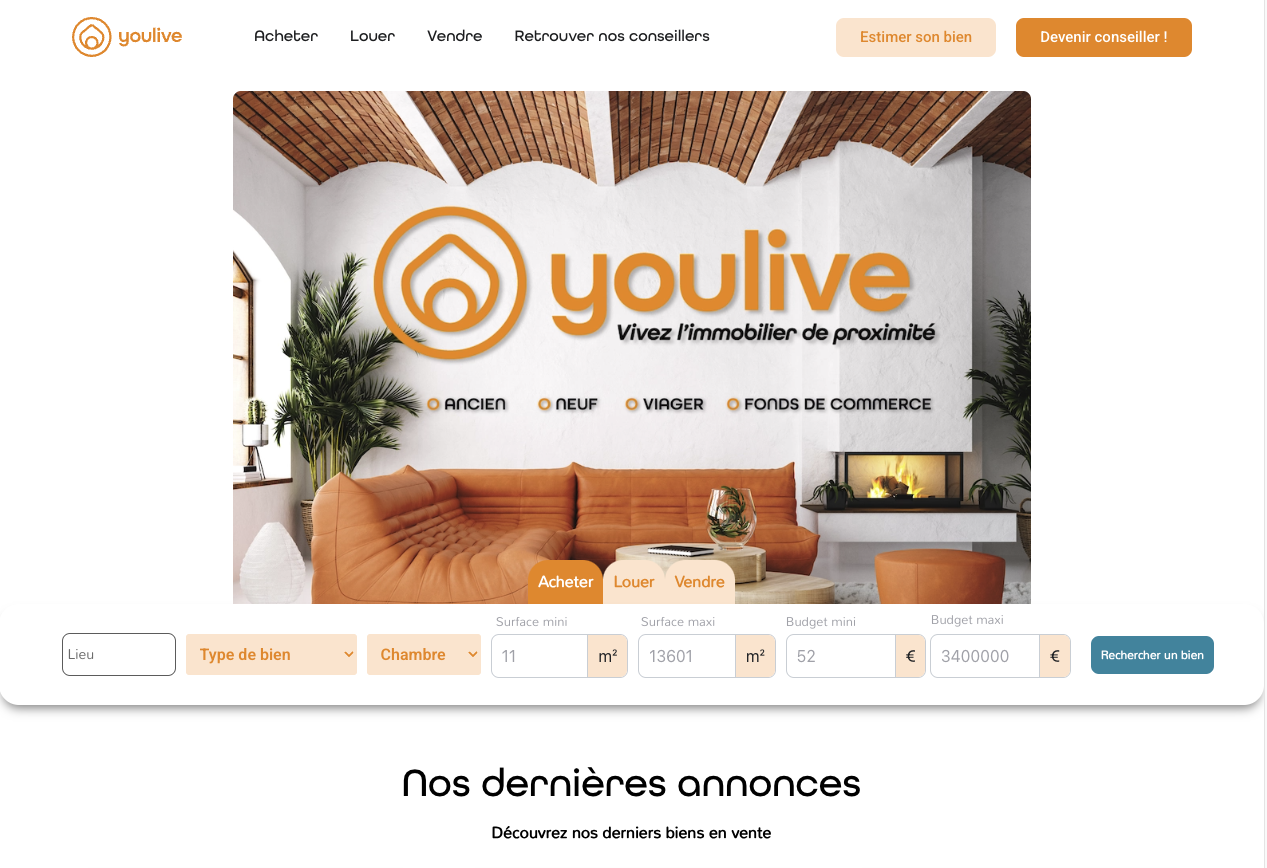 youlive
Acheter Louer Vendre Retrouver nos conseillers
Estimer son bien Devenir conseiller !
youlive
Vivez l'immobilier de proximité
ANCIEN NEUF VIAGER FONDS DE COMMERCE
Acheter Louer Vendre
Surface mini Surface maxi Budget mini Budget maxi
Lieu Type de bien Chambre 11 m² 13601 m² 52 € 3400000 € Rechercher un bien
Nos dernières annonces
Découvrez nos derniers biens en vente